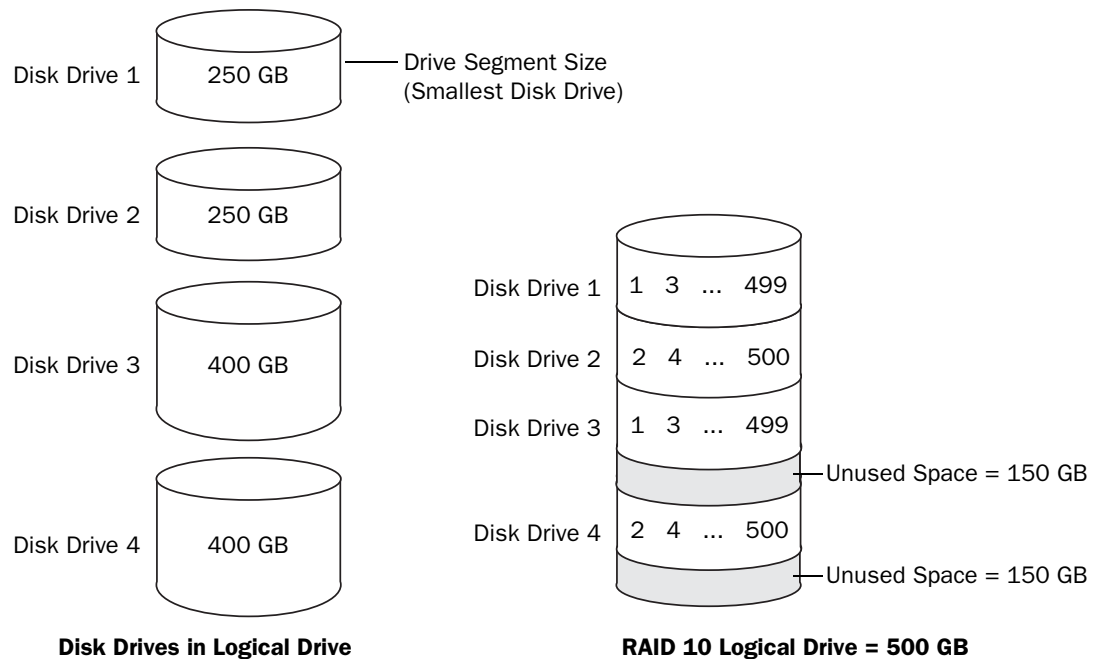 Disk Drive 1
250 GB
Drive Segment Size
(Smallest Disk Drive)
Disk Drive 2
250 GB
Disk Drive 3
400 GB
Disk Drive 4
400 GB
Disk Drives in Logical Drive
Disk Drive 1
1 3 ... 499
Disk Drive 2
2 4 ... 500
Disk Drive 3
1 3 ... 499
Unused Space = 150 GB
Disk Drive 4
2 4 ... 500
Unused Space = 150 GB
RAID 10 Logical Drive = 500 GB